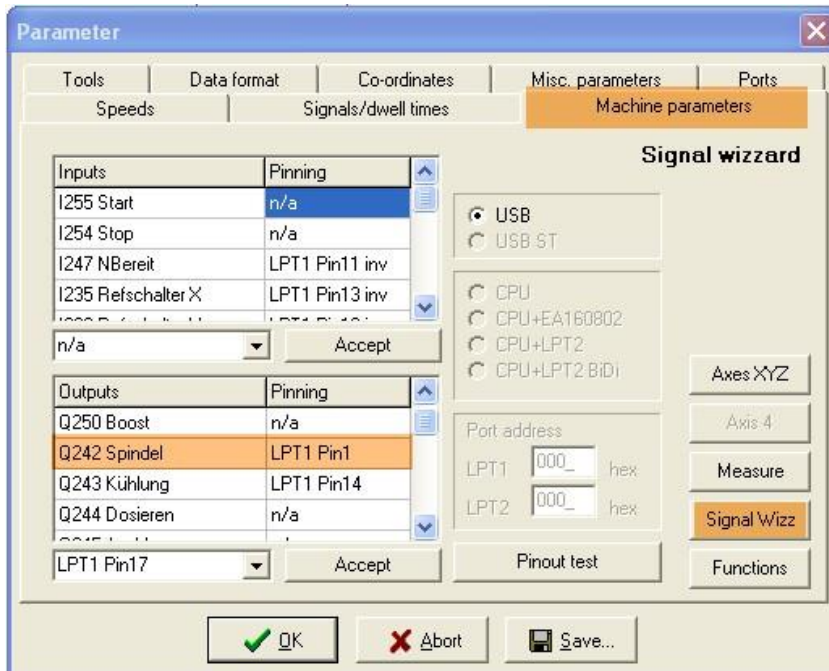 Parameter
Tools Data format Co-ordinates Misc. parameters Ports
Speeds Signals/dwell times Machine parameters
Signal wizzard
Inputs Pinning
I255 Start n/a
I254 Stop n/a
I247 NBereit LPT1 Pin11 inv
I235 Refschalter X LPT1 Pin13 inv
n/a Accept
Outputs Pinning
Q250 Boost n/a
Q242 Spindel LPT1 Pin1
Q243 Kühlung LPT1 Pin14
Q244 Dosieren n/a
LPT1 Pin17 Accept
USB
USB ST
CPU
CPU+EA160802
CPU+LPT2
CPU+LPT2 BiDi
Port address
LPT1 000_ hex
LPT2 000_ hex
Pinout test
Axes XYZ
Axis 4
Measure
Signal Wizz
Functions
OK Abort Save...